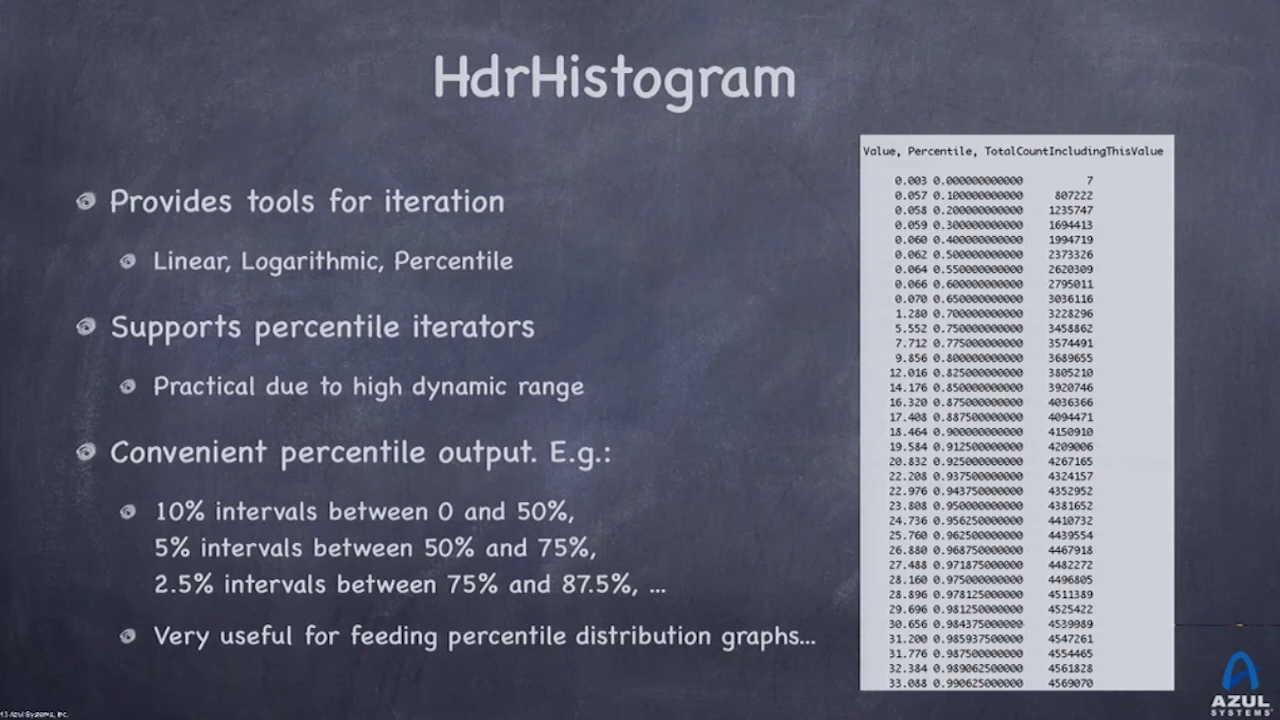 HdrHistogram
Provides tools for iteration
Linear, Logarithmic, Percentile
Supports percentile iterators
Practical due to high dynamic range
Convenient percentile output. E.g.:
10% intervals between 0 and 50%,
5% intervals between 50% and 75%,
2.5% intervals between 75% and 87.5%, ...
Very useful for feeding percentile distribution graphs...
Value, Percentile, TotalCountIncludingThisValue
0.003 0.000000000000 7
0.057 0.100000000000 807222
0.058 0.200000000000 1235747
0.059 0.300000000000 1694413
0.060 0.400000000000 1994719
0.062 0.500000000000 2373326
0.064 0.550000000000 2620309
0.066 0.600000000000 2795011
0.070 0.650000000000 3036116
1.280 0.700000000000 3228296
5.552 0.750000000000 3458862
7.712 0.775000000000 3574491
9.856 0.800000000000 3689655
12.016 0.825000000000 3805210
14.176 0.850000000000 3920746
16.320 0.875000000000 4036366
17.408 0.887500000000 4094471
18.464 0.900000000000 4150910
19.584 0.912500000000 4209006
20.832 0.925000000000 4267165
22.208 0.937500000000 4324157
22.976 0.943750000000 4352952
23.808 0.950000000000 4381652
24.736 0.956250000000 4410732
25.760 0.962500000000 4439554
26.880 0.968750000000 4467918
27.488 0.971875000000 4482272
28.160 0.975000000000 4496805
28.896 0.978125000000 4511389
29.696 0.981250000000 4525422
30.656 0.984375000000 4539989
31.200 0.985937500000 4547261
31.776 0.987500000000 4554465
32.384 0.989062500000 4561828
33.088 0.990625000000 4569070
AZUL
SYSTEMS
Azul Systems, Inc.